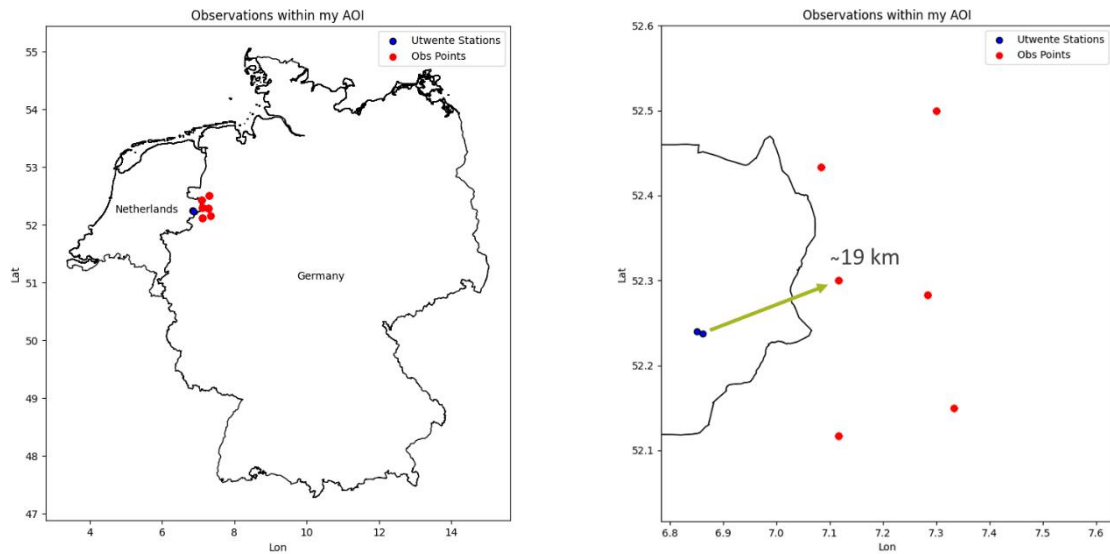 Observations within my AOI
Utwente Stations
Obs Points
Netherlands
Germany
Lat
55
54
53
52
51
50
49
48
47
4
6
8
10
12
14
Lon
Observations within my AOI
Utwente Stations
Obs Points
~19 km
Lat
52.6
52.5
52.4
52.3
52.2
52.1
6.8
6.9
7.0
7.1
7.2
7.3
7.4
7.5
7.6
Lon